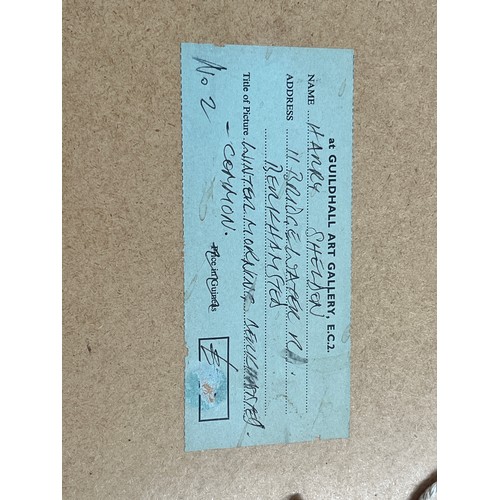 at GUILDHALL ART GALLERY, E.C.2.
NAME HARRY SHELDON
ADDRESS 11 BRIDGEWATER RD.
BERKHAMSTED
Title of Picture WINTER MORNING BERKHAMSTED
- COMMON.
No 2
Price in Guineas £